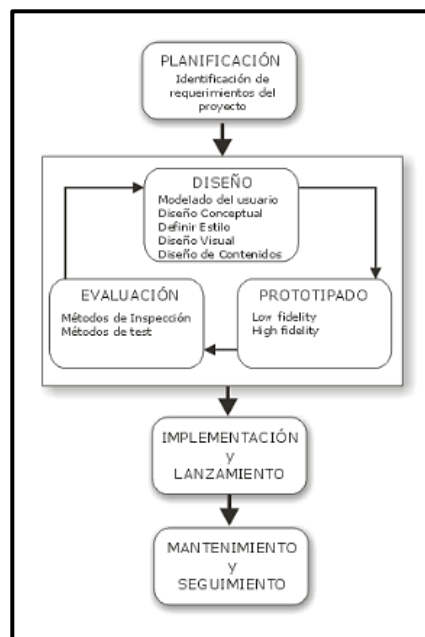 PLANIFICACIÓN
Identificación de
requerimientos del
proyecto
DISEÑO
Modelado del usuario
Diseño Conceptual
Definir Estilo
Diseño Visual
Diseño de Contenidos
EVALUACIÓN
Métodos de Inspección
Métodos de test
PROTOTIPADO
Low fidelity
High fidelity
IMPLEMENTACIÓN
y
LANZAMIENTO
MANTENIMIENTO
y
SEGUIMIENTO